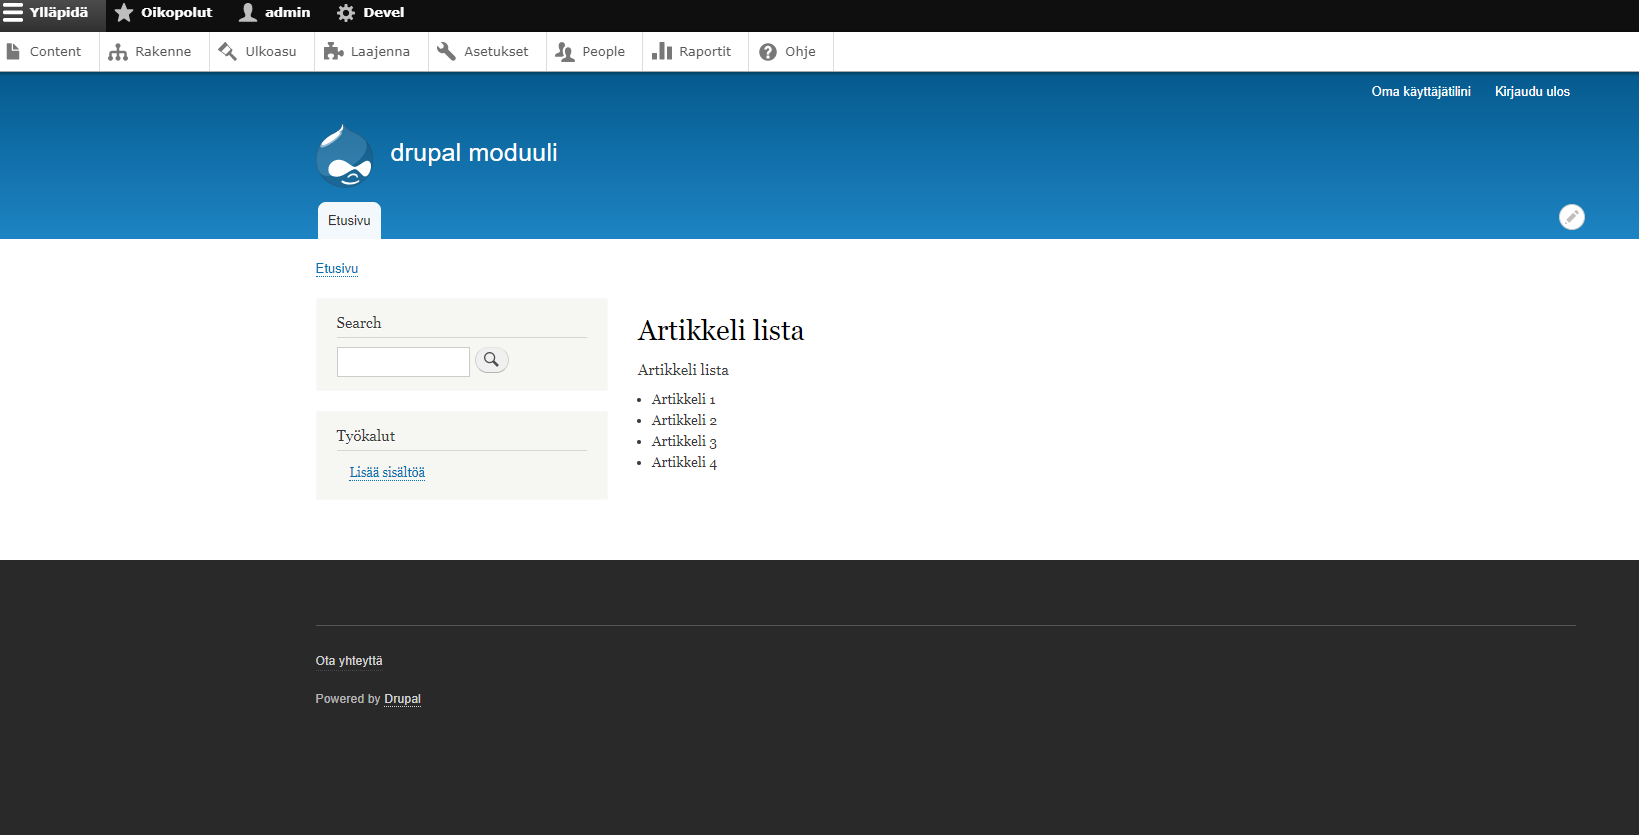 Ylläpidä Oikopolut admin Devel
Content Rakenne Ulkoasu Laajenna Asetukset People Raportit Ohje
Oma käyttäjätilini Kirjaudu ulos
drupal moduuli
Etusivu
Etusivu
Search
Työkalut
Lisää sisältöä
Artikkeli lista
Artikkeli lista
Artikkeli 1
Artikkeli 2
Artikkeli 3
Artikkeli 4
Ota yhteyttä
Powered by Drupal